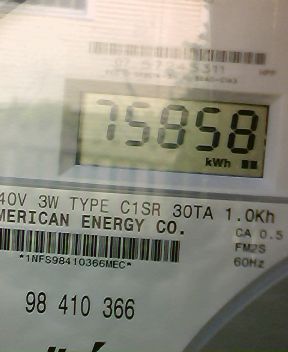 75858
kWh
40V 3W TYPE C1SR 30TA 1.0Kh
MERICAN ENERGY CO.
CA 0.5
FM2S
*1NFS98410366MEC*
60Hz
98 410 366